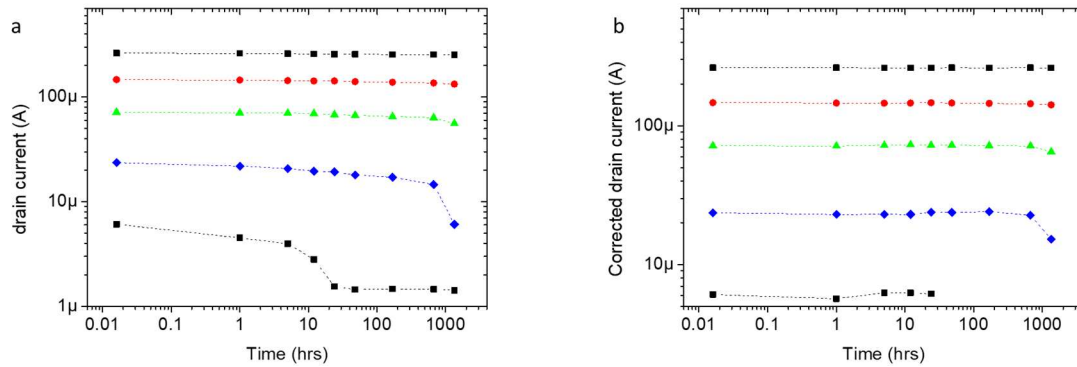 a
drain current (A)
100µ
10µ
1µ
0.01 0.1 1 10 100 1000
Time (hrs)
b
Corrected drain current (A)
100µ
10µ
0.01 0.1 1 10 100 1000
Time (hrs)